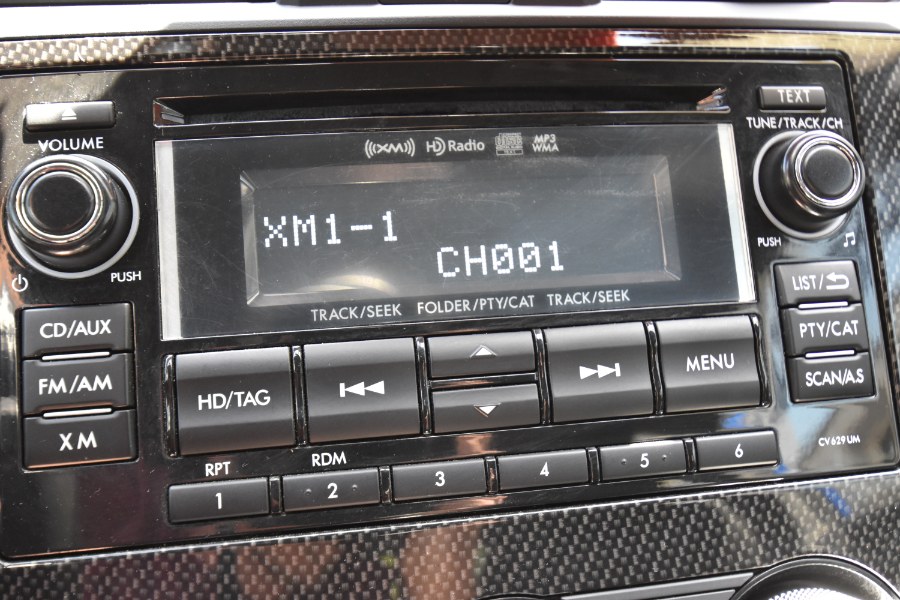 TEXT
VOLUME
TUNE/TRACK/CH
((XM)) HD Radio MP3
WMA
XM1-1
CH001
PUSH
PUSH
TRACK/SEEK FOLDER/PTY/CAT TRACK/SEEK
LIST/
CD/AUX
PTY/CAT
FM/AM
HD/TAG
MENU
SCAN/A.S
XM
CV629UM
RPT RDM
1 2 3 4 5 6